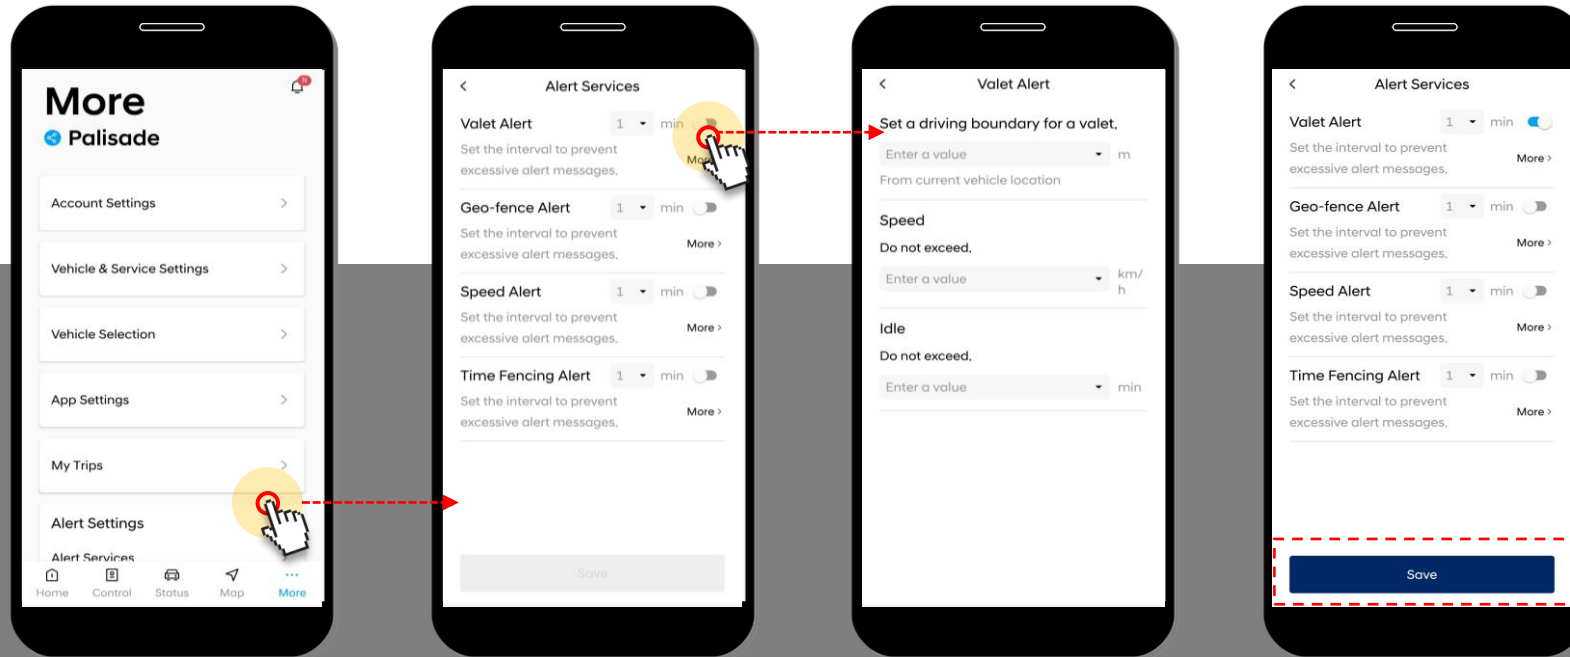 More
N
Palisade
Account Settings
Vehicle & Service Settings
Vehicle Selection
App Settings
My Trips
Alert Settings
Alert Services
Home Control Status Map More
Alert Services
Valet Alert 1 min
Set the interval to prevent
excessive alert messages.
Geo-fence Alert 1 min
Set the interval to prevent
excessive alert messages.
More >
Speed Alert 1 min
Set the interval to prevent
excessive alert messages.
More >
Time Fencing Alert 1 min
Set the interval to prevent
excessive alert messages.
More >
Save
Valet Alert
Set a driving boundary for a valet.
Enter a value m
From current vehicle location
Speed
Do not exceed.
Enter a value km/
h
Idle
Do not exceed.
Enter a value min
Alert Services
Valet Alert 1 min
Set the interval to prevent
excessive alert messages.
More >
Geo-fence Alert 1 min
Set the interval to prevent
excessive alert messages.
More >
Speed Alert 1 min
Set the interval to prevent
excessive alert messages.
More >
Time Fencing Alert 1 min
Set the interval to prevent
excessive alert messages.
More >
Save